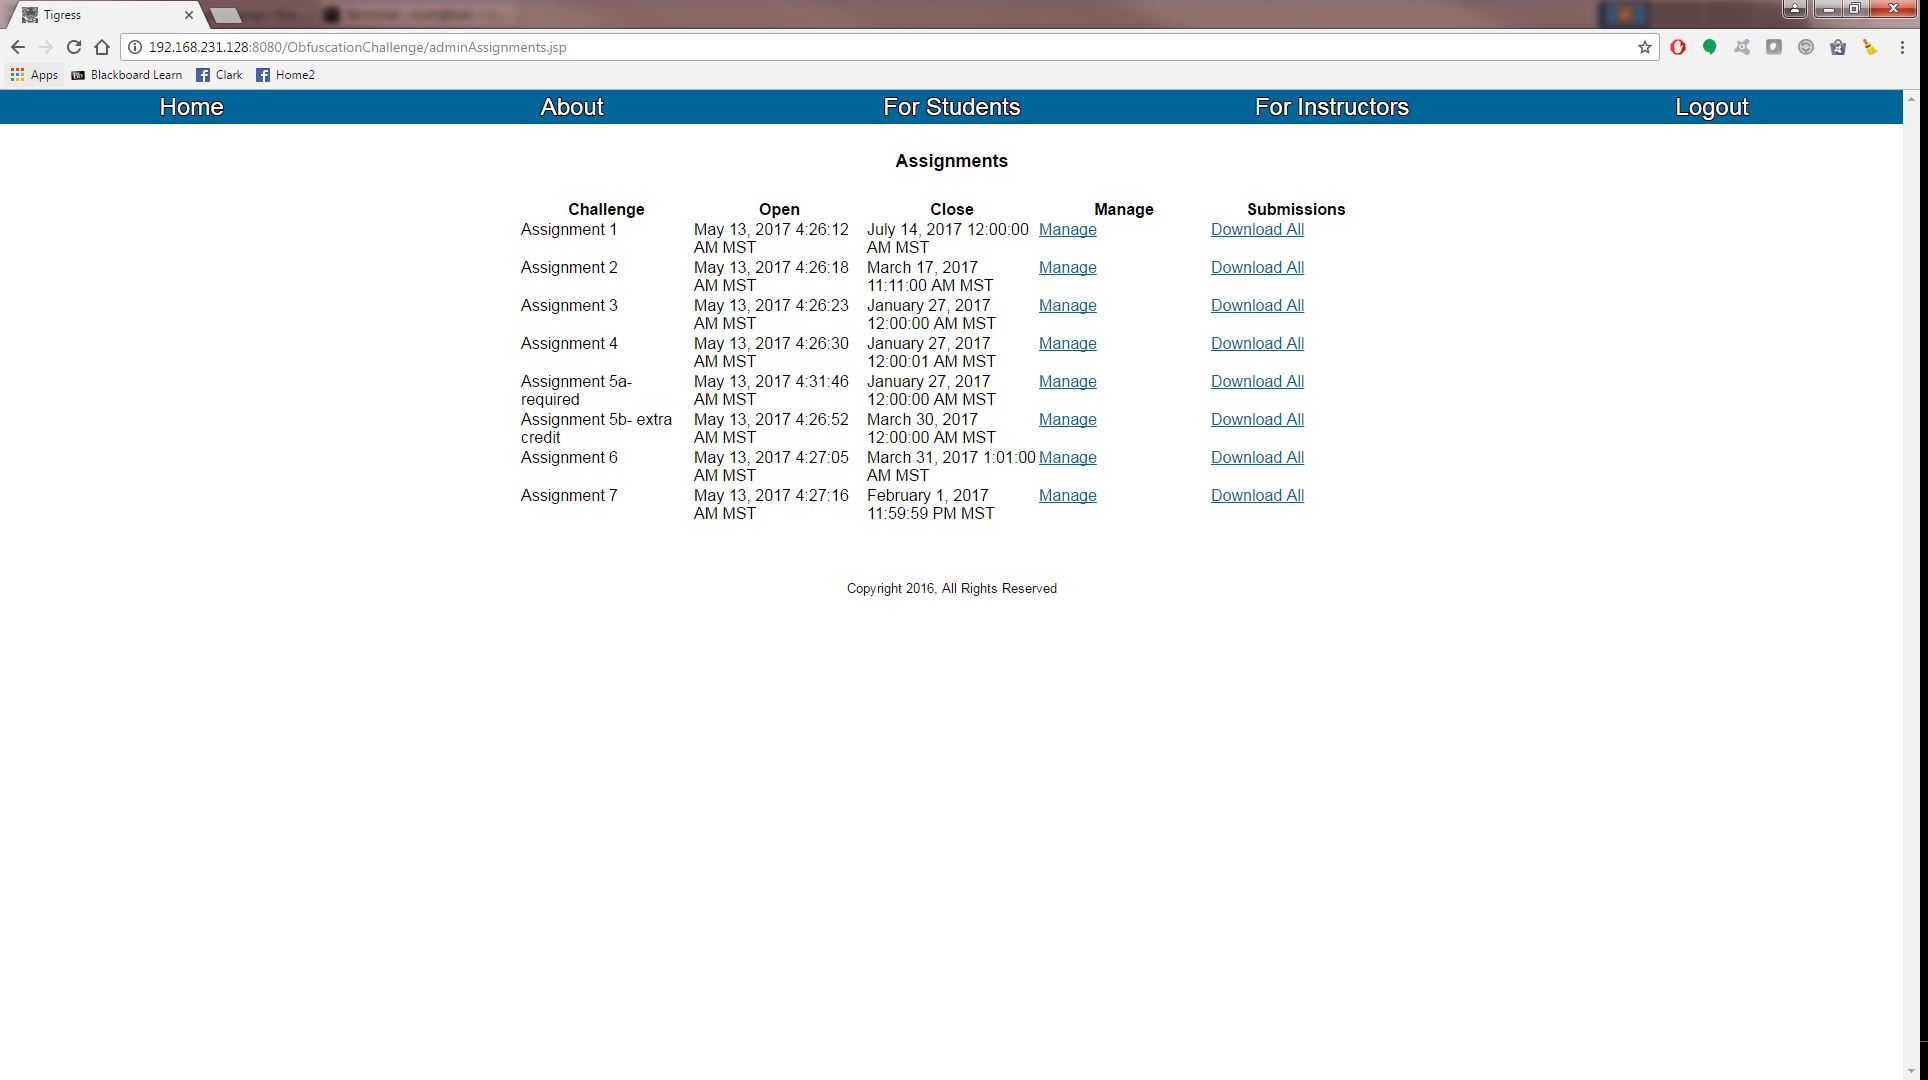 Tigress
192.168.231.128:8080/ObfuscationChallenge/adminAssignments.jsp
Apps Blackboard Learn Clark Home2
Home About For Students For Instructors Logout
Assignments
Challenge Open Close Manage Submissions
Assignment 1 May 13, 2017 4:26:12 July 14, 2017 12:00:00 Manage Download All
AM MST AM MST
Assignment 2 May 13, 2017 4:26:18 March 17, 2017 Manage Download All
AM MST 11:11:00 AM MST
Assignment 3 May 13, 2017 4:26:23 January 27, 2017 Manage Download All
AM MST 12:00:00 AM MST
Assignment 4 May 13, 2017 4:26:30 January 27, 2017 Manage Download All
AM MST 12:00:01 AM MST
Assignment 5a- May 13, 2017 4:31:46 January 27, 2017 Manage Download All
required AM MST 12:00:00 AM MST
Assignment 5b- extra May 13, 2017 4:26:52 March 30, 2017 Manage Download All
credit AM MST 12:00:00 AM MST
Assignment 6 May 13, 2017 4:27:05 March 31, 2017 1:01:00 Manage Download All
AM MST AM MST
Assignment 7 May 13, 2017 4:27:16 February 1, 2017 Manage Download All
AM MST 11:59:59 PM MST
Copyright 2016, All Rights Reserved